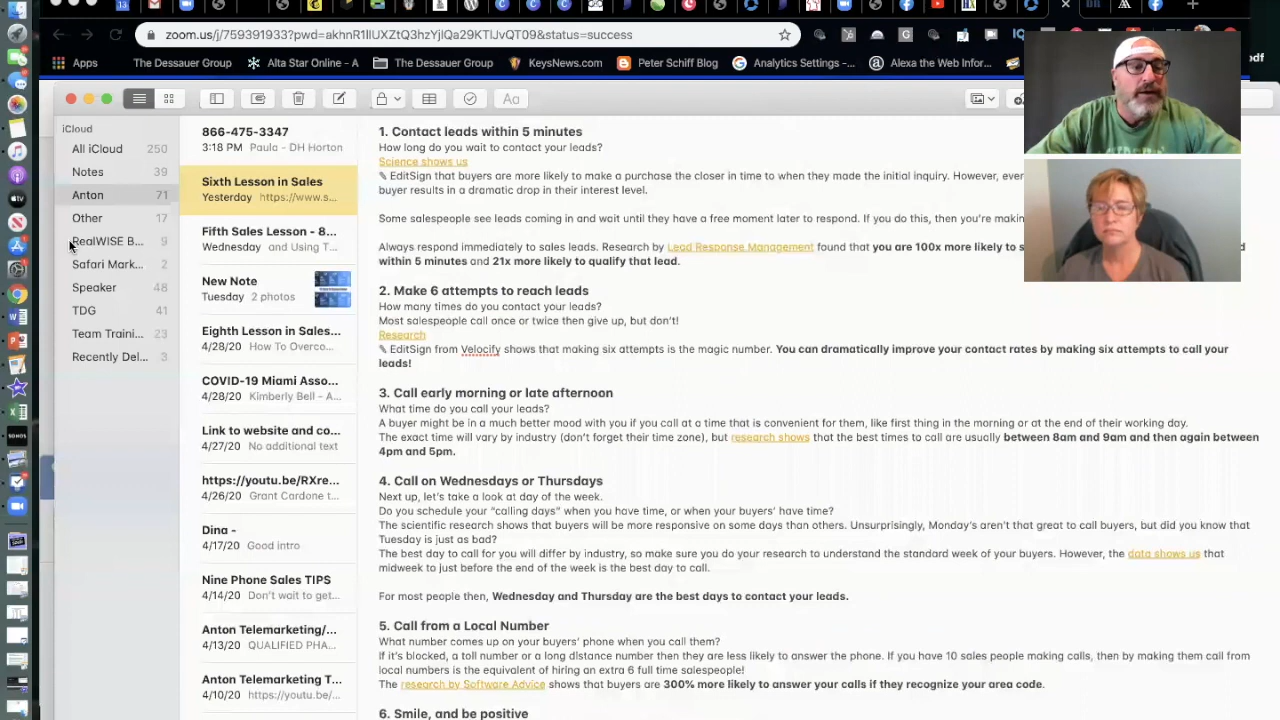 zoom.us/j/759391933?pwd=akhnR1llUXZtQ3hzYjlQa29KTlJvQT09&status=success
Apps The Dessauer Group Alta Star Online - A The Dessauer Group KeysNews.com Peter Schiff Blog Analytics Settings -... Alexa the Web Infor... pdf
Aa
iCloud
All iCloud 250
Notes 39
Anton 71
Other 17
RealWISE B... 9
Safari Mark... 2
Speaker 48
TDG 41
Team Traini... 23
Recently Del... 3
866-475-3347
3:18 PM Paula - DH Horton
Sixth Lesson in Sales
Yesterday https://www.s...
Fifth Sales Lesson - 8...
Wednesday and Using T...
New Note
Tuesday 2 photos
Eighth Lesson in Sales...
4/28/20 How To Overco...
COVID-19 Miami Asso...
4/28/20 Kimberly Bell - A...
Link to website and co...
4/27/20 No additional text
https://youtu.be/RXre...
4/26/20 Grant Cardone t...
Dina -
4/17/20 Good intro
Nine Phone Sales TIPS
4/14/20 Don't wait to get...
Anton Telemarketing/...
4/13/20 QUALIFIED PHA...
Anton Telemarketing T...
4/10/20 https://youtu.be/...
1. Contact leads within 5 minutes
How long do you wait to contact your leads?
Science shows us
✎ EditSign that buyers are more likely to make a purchase the closer in time to when they made the initial inquiry. However, ever
buyer results in a dramatic drop in their interest level.
Some salespeople see leads coming in and wait until they have a free moment later to respond. If you do this, then you're makin
Always respond immediately to sales leads. Research by Lead Response Management found that you are 100x more likely to s
within 5 minutes and 21x more likely to qualify that lead.
2. Make 6 attempts to reach leads
How many times do you contact your leads?
Most salespeople call once or twice then give up, but don't!
Research
✎ EditSign from Velocify shows that making six attempts is the magic number. You can dramatically improve your contact rates by making six attempts to call your
leads!
3. Call early morning or late afternoon
What time do you call your leads?
A buyer might be in a much better mood with you if you call at a time that is convenient for them, like first thing in the morning or at the end of their working day.
The exact time will vary by industry (don't forget their time zone), but research shows that the best times to call are usually between 8am and 9am and then again between
4pm and 5pm.
4. Call on Wednesdays or Thursdays
Next up, let's take a look at day of the week.
Do you schedule your "calling days" when you have time, or when your buyers' have time?
The scientific research shows that buyers will be more responsive on some days than others. Unsurprisingly, Monday's aren't that great to call buyers, but did you know that
Tuesday is just as bad?
The best day to call for you will differ by industry, so make sure you do your research to understand the standard week of your buyers. However, the data shows us that
midweek to just before the end of the week is the best day to call.
For most people then, Wednesday and Thursday are the best days to contact your leads.
5. Call from a Local Number
What number comes up on your buyers' phone when you call them?
If it's blocked, a toll number or a long distance number then they are less likely to answer the phone. If you have 10 sales people making calls, then by making them call from
local numbers is the equivalent of hiring an extra 6 full time salespeople!
The research by Software Advice shows that buyers are 300% more likely to answer your calls if they recognize your area code.
6. Smile, and be positive